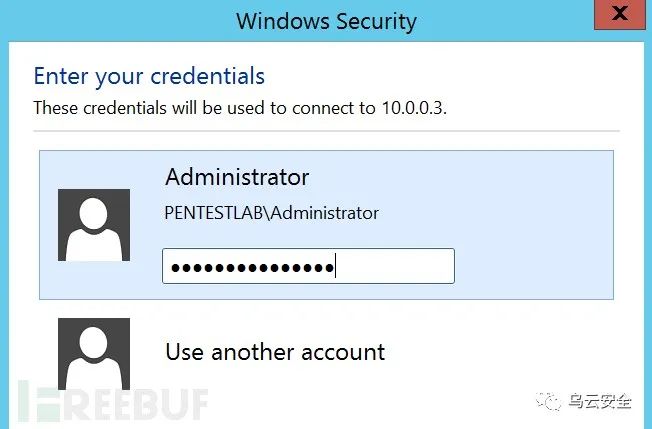 Windows Security
X
Enter your credentials
These credentials will be used to connect to 10.0.0.3.
Administrator
PENTESTLAB\Administrator
●●●●●●●●●●●●●●●
Use another account
FREEBUF
乌云安全